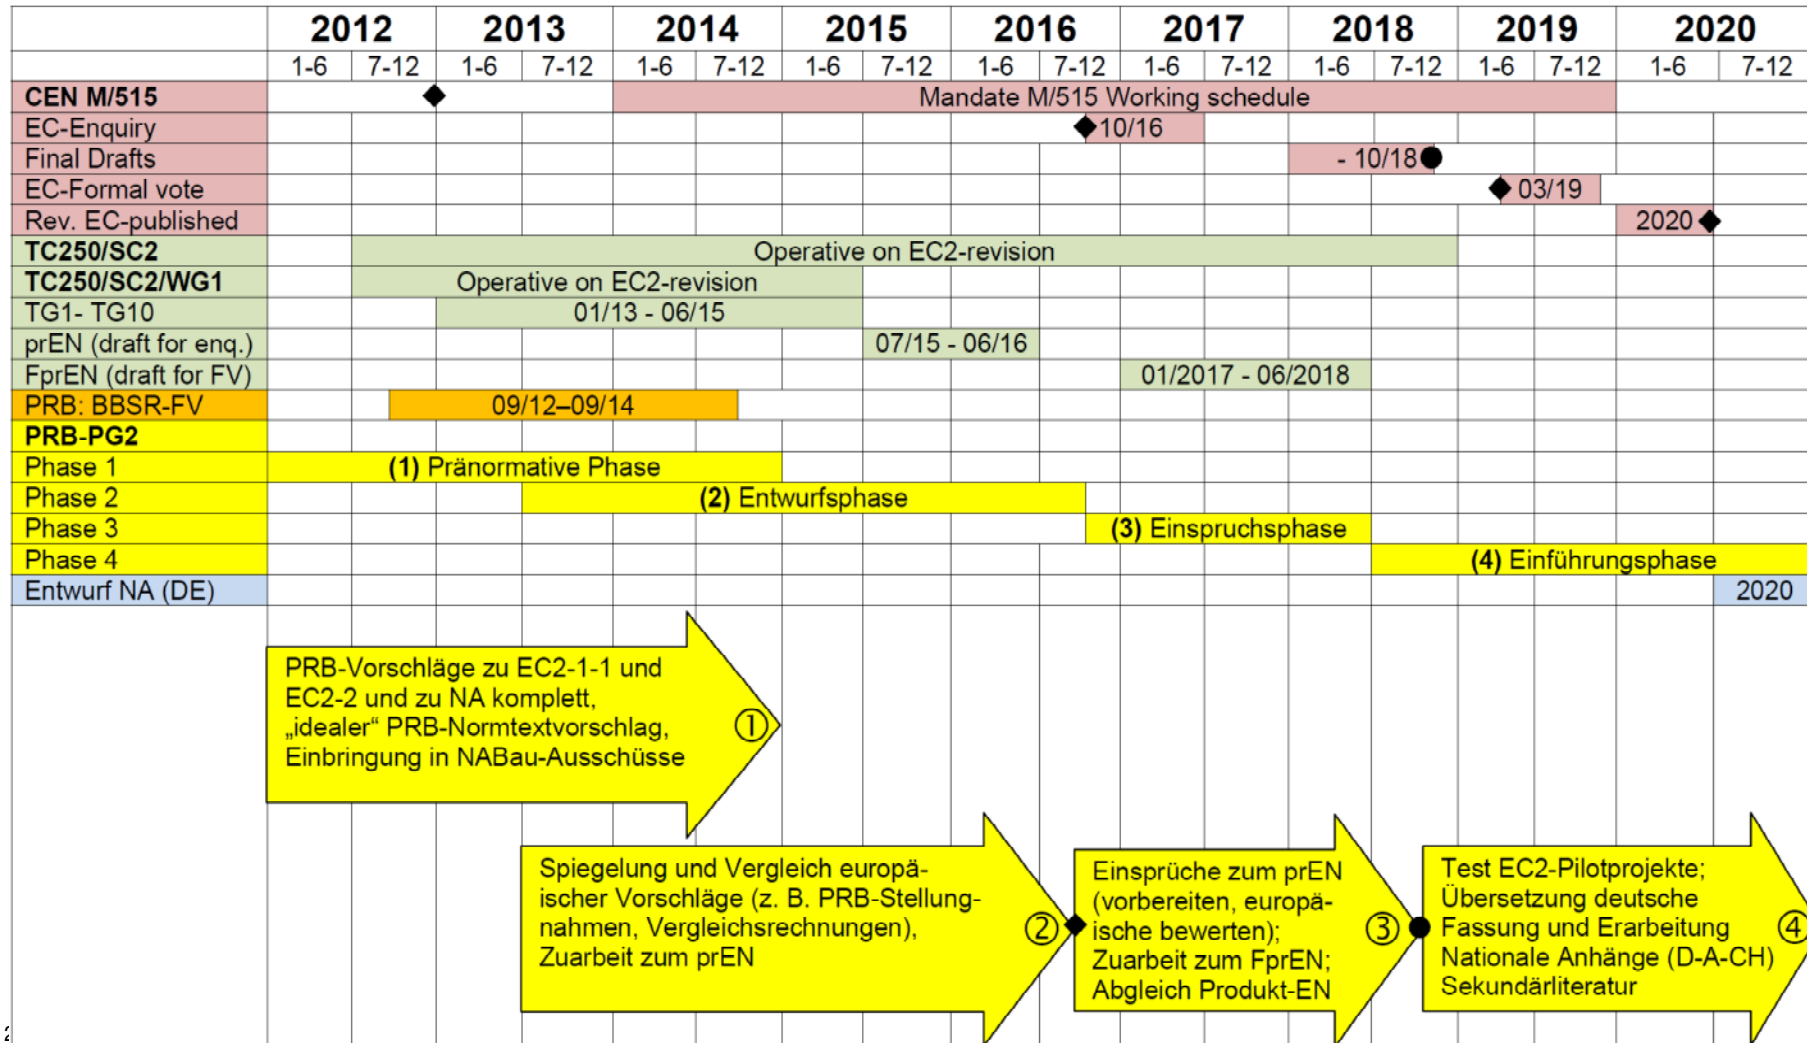 2012 2013 2014 2015 2016 2017 2018 2019 2020
1-6 7-12 1-6 7-12 1-6 7-12 1-6 7-12 1-6 7-12 1-6 7-12 1-6 7-12 1-6 7-12 1-6 7-12
CEN M/515 Mandate M/515 Working schedule
EC-Enquiry 10/16
Final Drafts - 10/18
EC-Formal vote 03/19
Rev. EC-published 2020
TC250/SC2 Operative on EC2-revision
TC250/SC2/WG1 Operative on EC2-revision
TG1- TG10 01/13 - 06/15
prEN (draft for enq.) 07/15 - 06/16
FprEN (draft for FV) 01/2017 - 06/2018
PRB: BBSR-FV 09/12–09/14
PRB-PG2
Phase 1 (1) Pränormative Phase
Phase 2 (2) Entwurfsphase
Phase 3 (3) Einspruchsphase
Phase 4 (4) Einführungsphase
Entwurf NA (DE) 2020
PRB-Vorschläge zu EC2-1-1 und
EC2-2 und zu NA komplett,
„idealer“ PRB-Normtextvorschlag,
Einbringung in NABau-Ausschüsse
①
Spiegelung und Vergleich europä-
ischer Vorschläge (z. B. PRB-Stellung-
nahmen, Vergleichsrechnungen),
Zuarbeit zum prEN
②
Einsprüche zum prEN
(vorbereiten, europä-
ische bewerten);
Zuarbeit zum FprEN;
Abgleich Produkt-EN
③
Test EC2-Pilotprojekte;
Übersetzung deutsche
Fassung und Erarbeitung
Nationale Anhänge (D-A-CH)
Sekundärliteratur
④